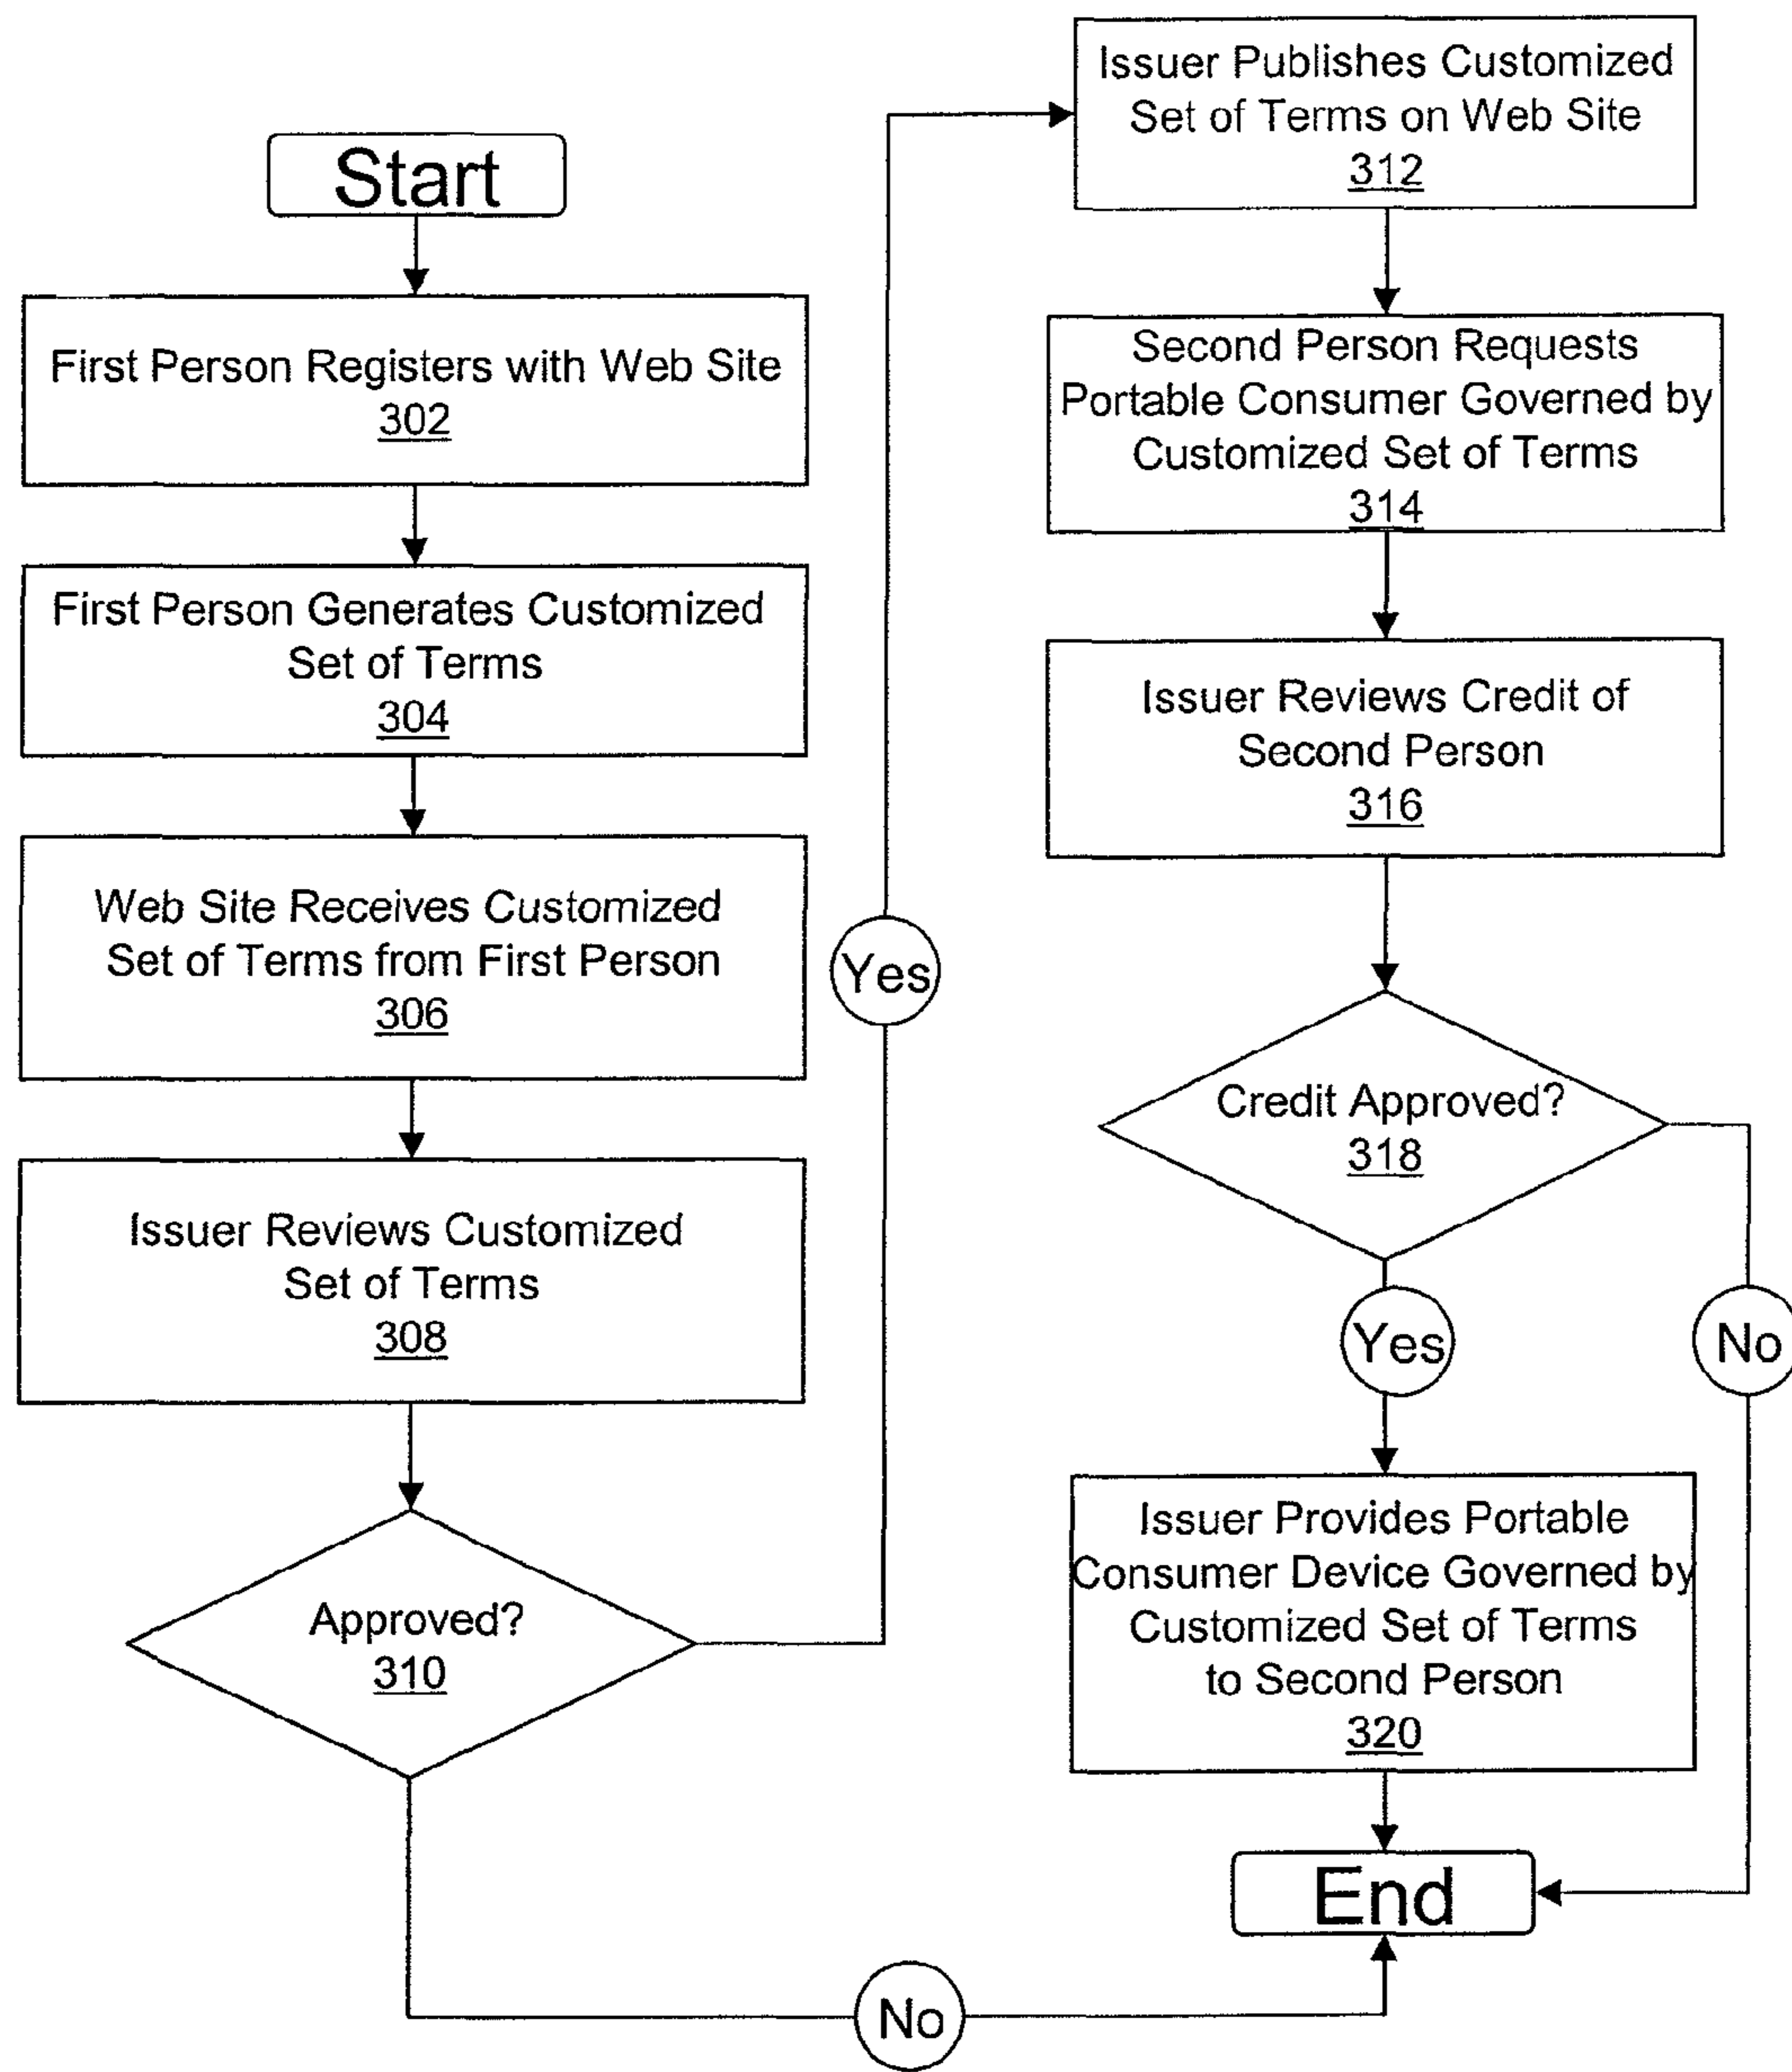 Start
First Person Registers with Web Site
302
First Person Generates Customized
Set of Terms
304
Web Site Receives Customized
Set of Terms from First Person
306
Issuer Reviews Customized
Set of Terms
308
Approved?
310
Yes
No
Issuer Publishes Customized
Set of Terms on Web Site
312
Second Person Requests
Portable Consumer Governed by
Customized Set of Terms
314
Issuer Reviews Credit of
Second Person
316
Credit Approved?
318
Yes
No
Issuer Provides Portable
Consumer Device Governed by
Customized Set of Terms
to Second Person
320
End